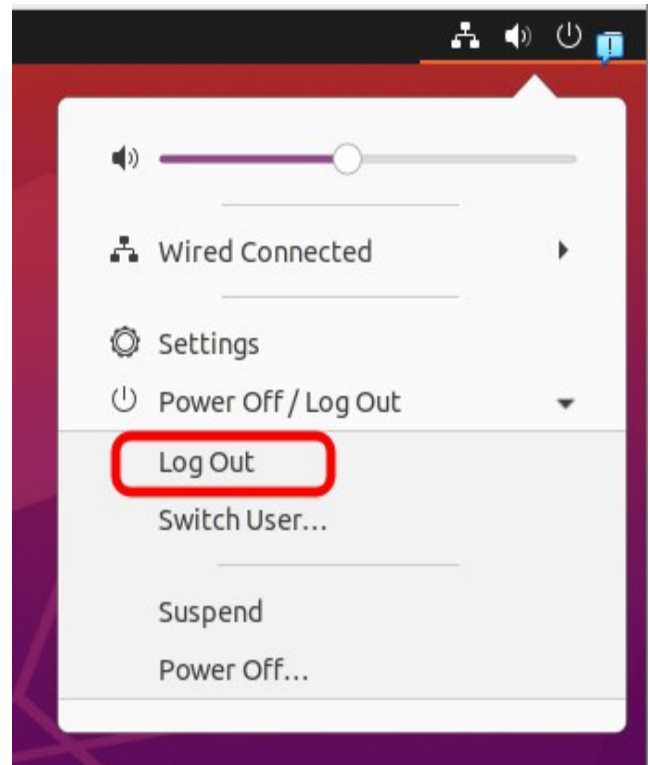 Wired Connected
Settings
Power Off / Log Out
Log Out
Switch User...
Suspend
Power Off...